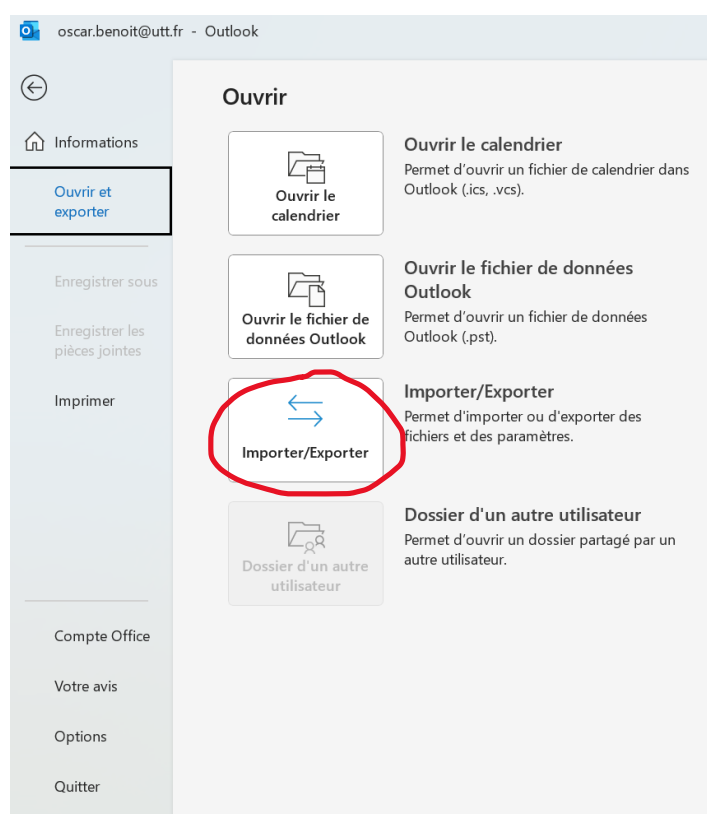 oscar.benoit@utt.fr - Outlook
Informations
Ouvrir et
exporter
Enregistrer sous
Enregistrer les
pièces jointes
Imprimer
Compte Office
Votre avis
Options
Quitter
Ouvrir
Ouvrir le
calendrier
Ouvrir le calendrier
Permet d’ouvrir un fichier de calendrier dans
Outlook (.ics, .vcs).
Ouvrir le fichier de
données Outlook
Ouvrir le fichier de données
Outlook
Permet d’ouvrir un fichier de données
Outlook (.pst).
Importer/Exporter
Importer/Exporter
Permet d'importer ou d'exporter des
fichiers et des paramètres.
Dossier d'un autre
utilisateur
Dossier d'un autre utilisateur
Permet d’ouvrir un dossier partagé par un
autre utilisateur.